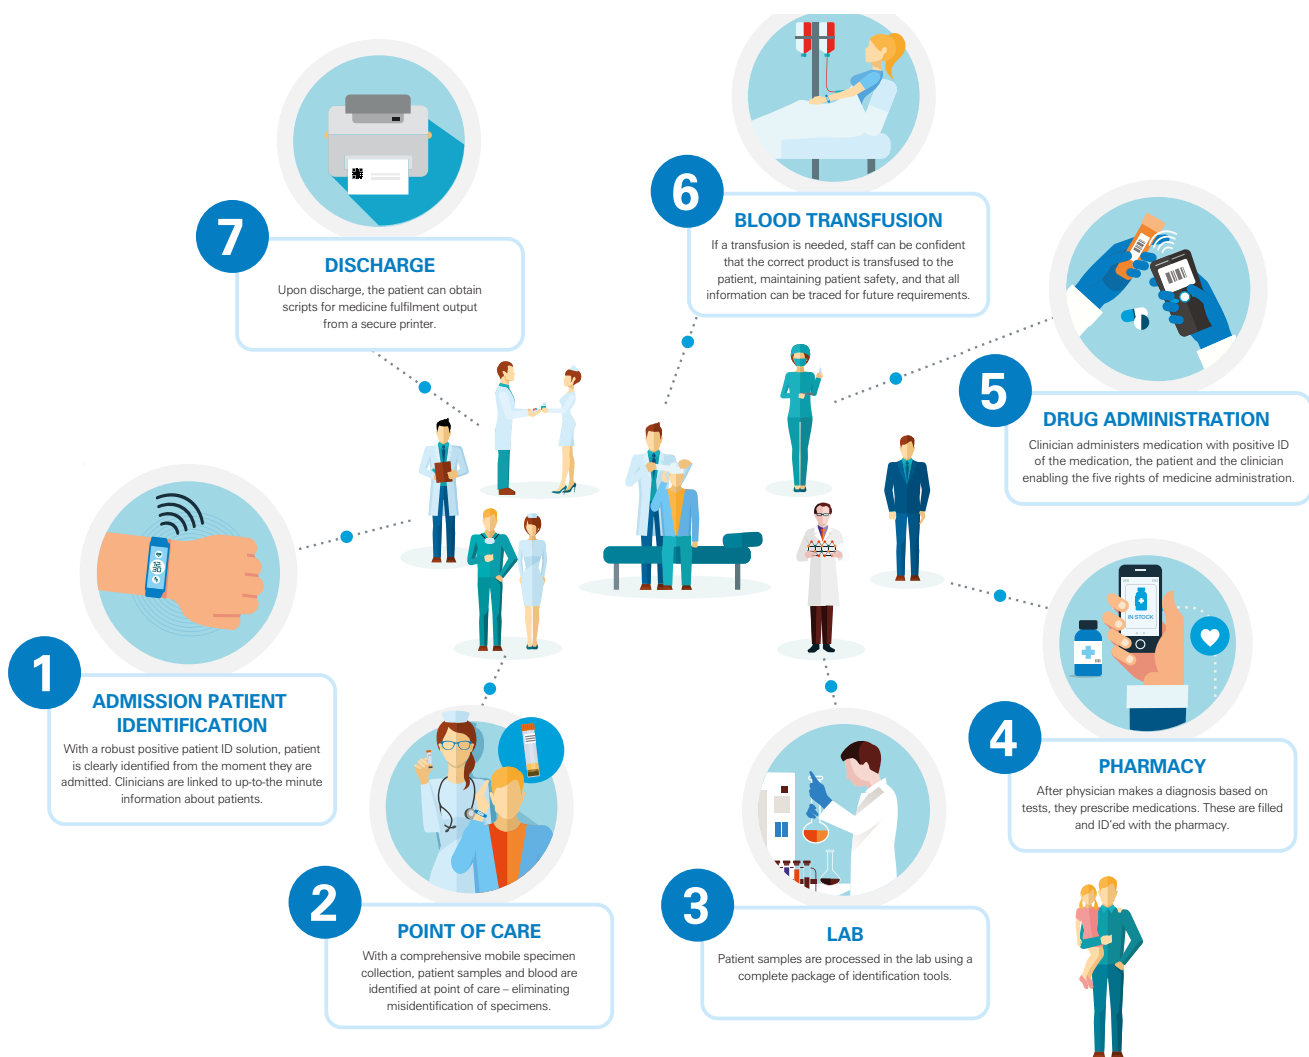 1
ADMISSION PATIENT
IDENTIFICATION
With a robust positive patient ID solution, patient
is clearly identified from the moment they are
admitted. Clinicians are linked to up-to-the minute
information about patients.
2
POINT OF CARE
With a comprehensive mobile specimen
collection, patient samples and blood are
identified at point of care – eliminating
misidentification of specimens.
3
LAB
Patient samples are processed in the lab using a
complete package of identification tools.
4
IN STOCK
PHARMACY
After physician makes a diagnosis based on
tests, they prescribe medications. These are filled
and ID’ed with the pharmacy.
5
DRUG ADMINISTRATION
Clinician administers medication with positive ID
of the medication, the patient and the clinician
enabling the five rights of medicine administration.
6
BLOOD TRANSFUSION
If a transfusion is needed, staff can be confident
that the correct product is transfused to the
patient, maintaining patient safety, and that all
information can be traced for future requirements.
7
DISCHARGE
Upon discharge, the patient can obtain
scripts for medicine fulfilment output
from a secure printer.